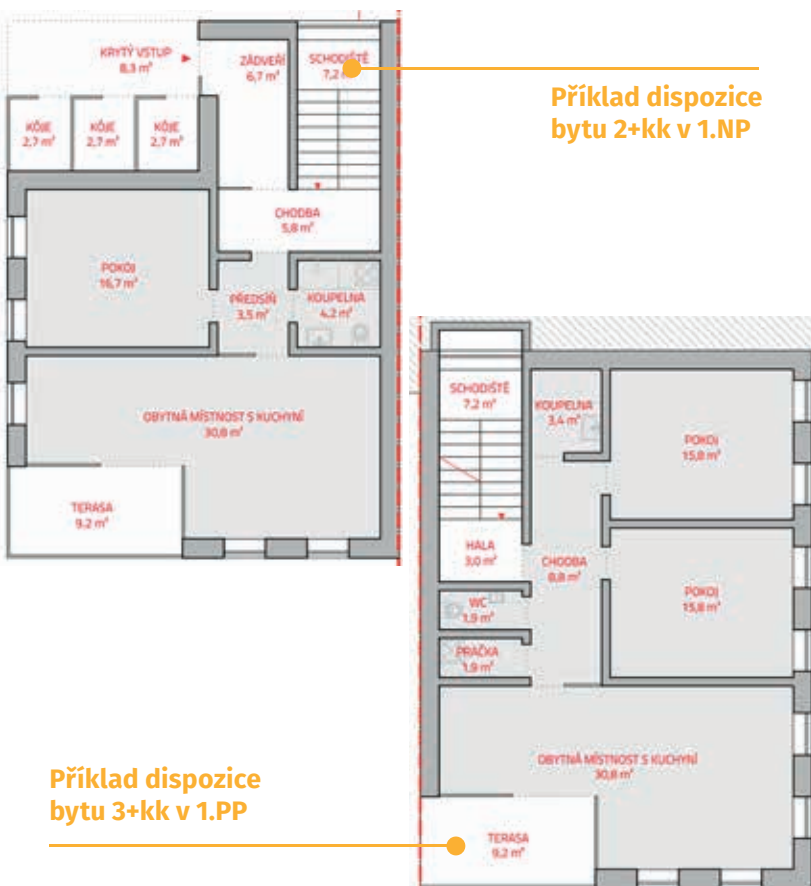 KRYTÝ VSTUP
8,3 m²
ZÁDVEŘÍ
6,7 m²
SCHODIŠTĚ
7,2 m²
KÓJE
2,7 m²
KÓJE
2,7 m²
KÓJE
2,7 m²
CHODBA
5,8 m²
POKOJ
16,7 m²
PŘEDSÍŇ
3,5 m²
KOUPELNA
4,2 m²
OBYTNÁ MÍSTNOST S KUCHYNÍ
30,8 m²
TERASA
9,2 m²
Příklad dispozice
bytu 2+kk v 1.NP
SCHODIŠTĚ
7,2 m²
KOUPELNA
3,4 m²
POKOJ
15,8 m²
HALA
3,0 m²
CHODBA
8,8 m²
POKOJ
15,8 m²
WC
1,9 m²
PRAČKA
1,9 m²
OBYTNÁ MÍSTNOST S KUCHYNÍ
30,8 m²
TERASA
9,2 m²
Příklad dispozice
bytu 3+kk v 1.PP